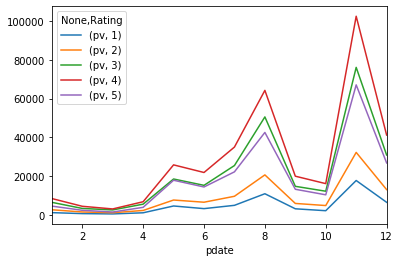 None,Rating
(pv, 1)
(pv, 2)
(pv, 3)
(pv, 4)
(pv, 5)
100000
80000
60000
40000
20000
0
2 4 6 8 10 12
pdate